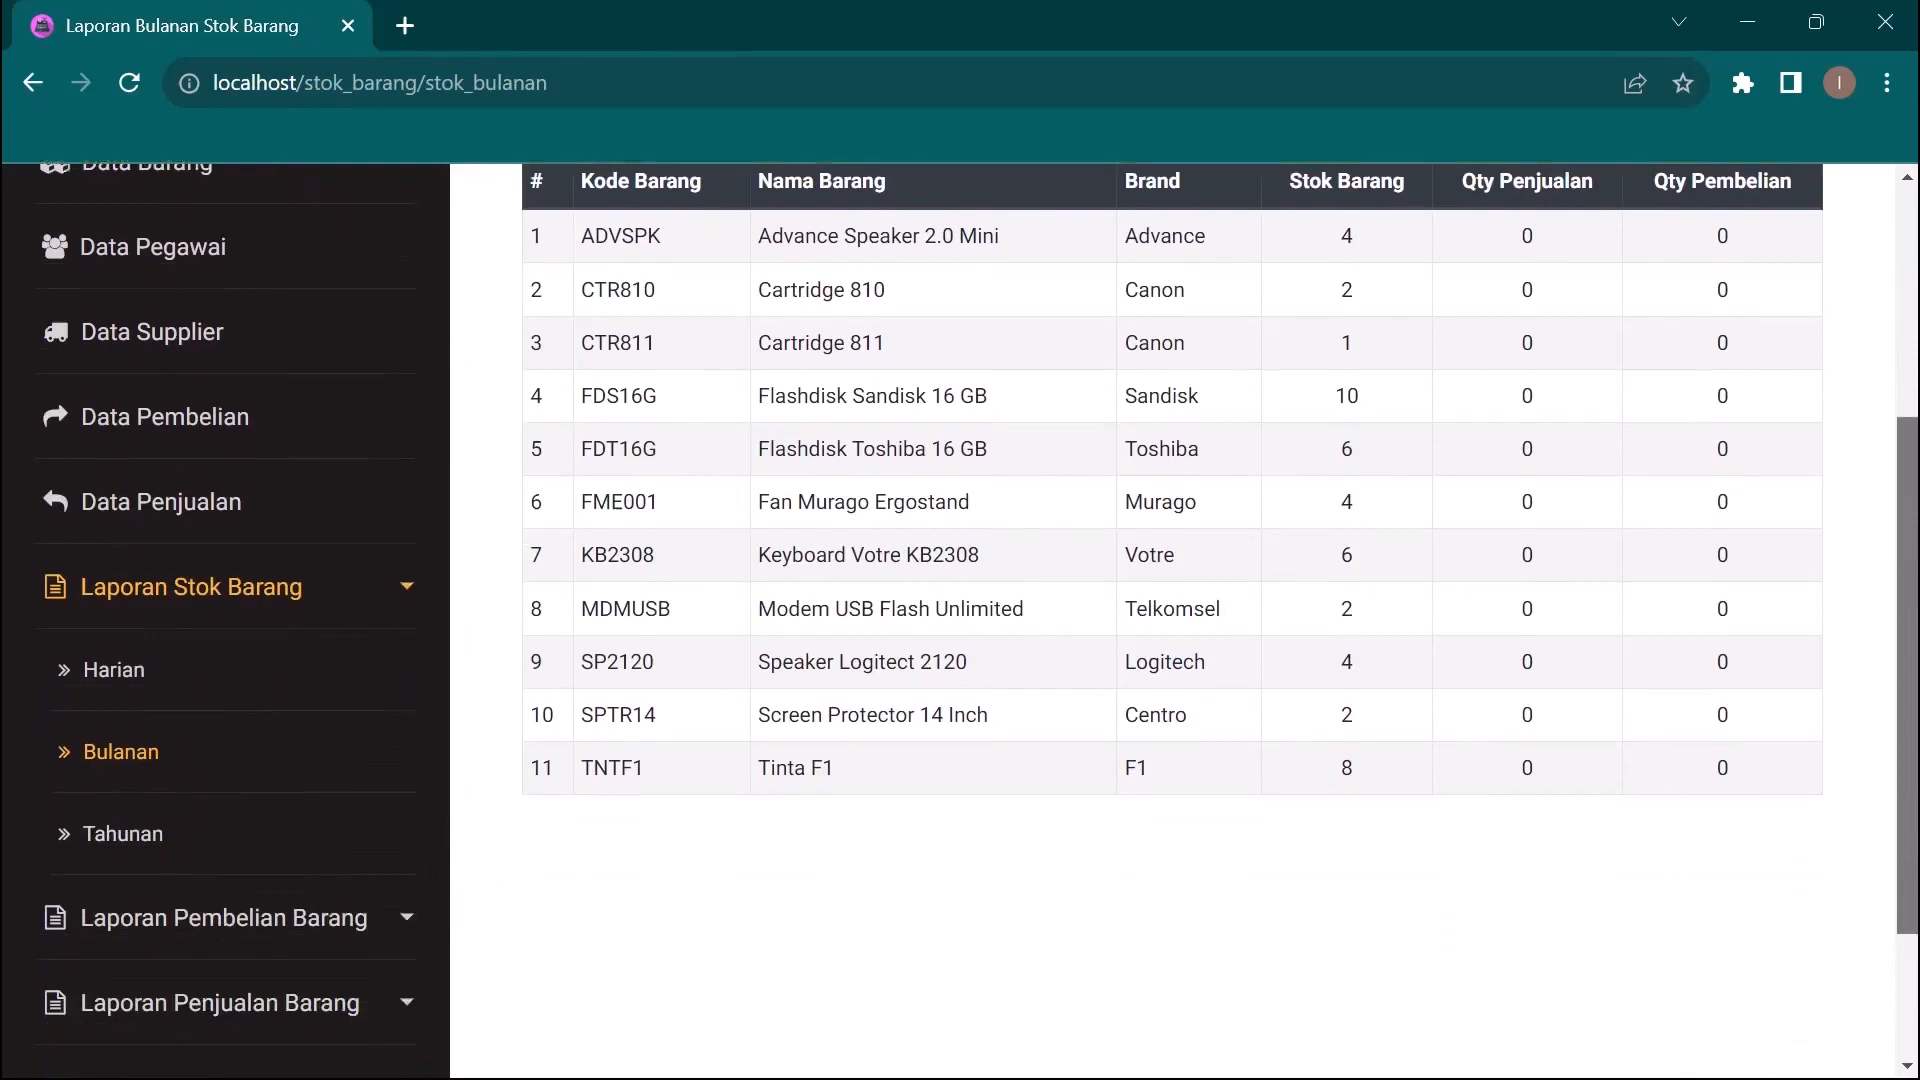 Laporan Bulanan Stok Barang
localhost/stok_barang/stok_bulanan
I
Data Barang
Data Pegawai
Data Supplier
Data Pembelian
Data Penjualan
Laporan Stok Barang
Harian
Bulanan
Tahunan
Laporan Pembelian Barang
Laporan Penjualan Barang
# Kode Barang Nama Barang Brand Stok Barang Qty Penjualan Qty Pembelian
1 ADVSPK Advance Speaker 2.0 Mini Advance 4 0 0
2 CTR810 Cartridge 810 Canon 2 0 0
3 CTR811 Cartridge 811 Canon 1 0 0
4 FDS16G Flashdisk Sandisk 16 GB Sandisk 10 0 0
5 FDT16G Flashdisk Toshiba 16 GB Toshiba 6 0 0
6 FME001 Fan Murago Ergostand Murago 4 0 0
7 KB2308 Keyboard Votre KB2308 Votre 6 0 0
8 MDMUSB Modem USB Flash Unlimited Telkomsel 2 0 0
9 SP2120 Speaker Logitect 2120 Logitech 4 0 0
10 SPTR14 Screen Protector 14 Inch Centro 2 0 0
11 TNTF1 Tinta F1 F1 8 0 0